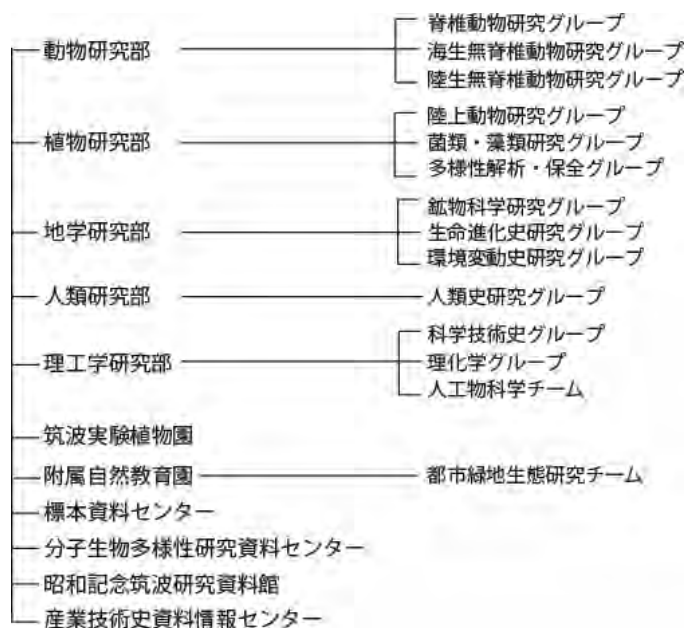 動物研究部
脊椎動物研究グループ
海生無脊椎動物研究グループ
陸生無脊椎動物研究グループ
植物研究部
陸上動物研究グループ
菌類・藻類研究グループ
多様性解析・保全グループ
地学研究部
鉱物科学研究グループ
生命進化史研究グループ
環境変動史研究グループ
人類研究部
人類史研究グループ
理工学研究部
科学技術史グループ
理化学グループ
人工物科学チーム
筑波実験植物園
附属自然教育園
都市緑地生態研究チーム
標本資料センター
分子生物多様性研究資料センター
昭和記念筑波研究資料館
産業技術史資料情報センター